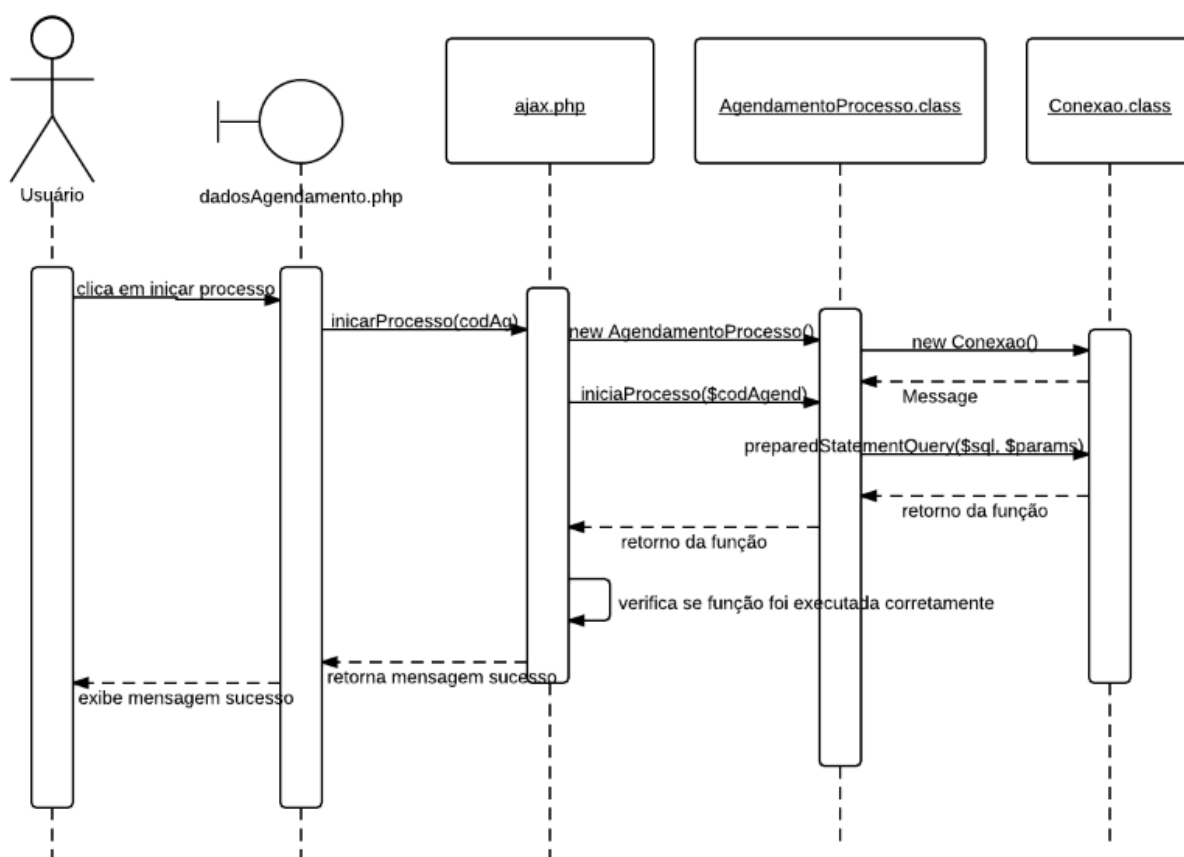 ajax.php
AgendamentoProcesso.class
Conexao.class
Usuário
dadosAgendamento.php
clica em iniçar processo
inicarProcesso(codAg)
new AgendamentoProcesso()
new Conexao()
iniciaProcesso($codAgend)
Message
preparedStatementQuery($sql, $params)
retorno da função
retorno da função
verifica se função foi executada corretamente
retorna mensagem sucesso
exibe mensagem sucesso